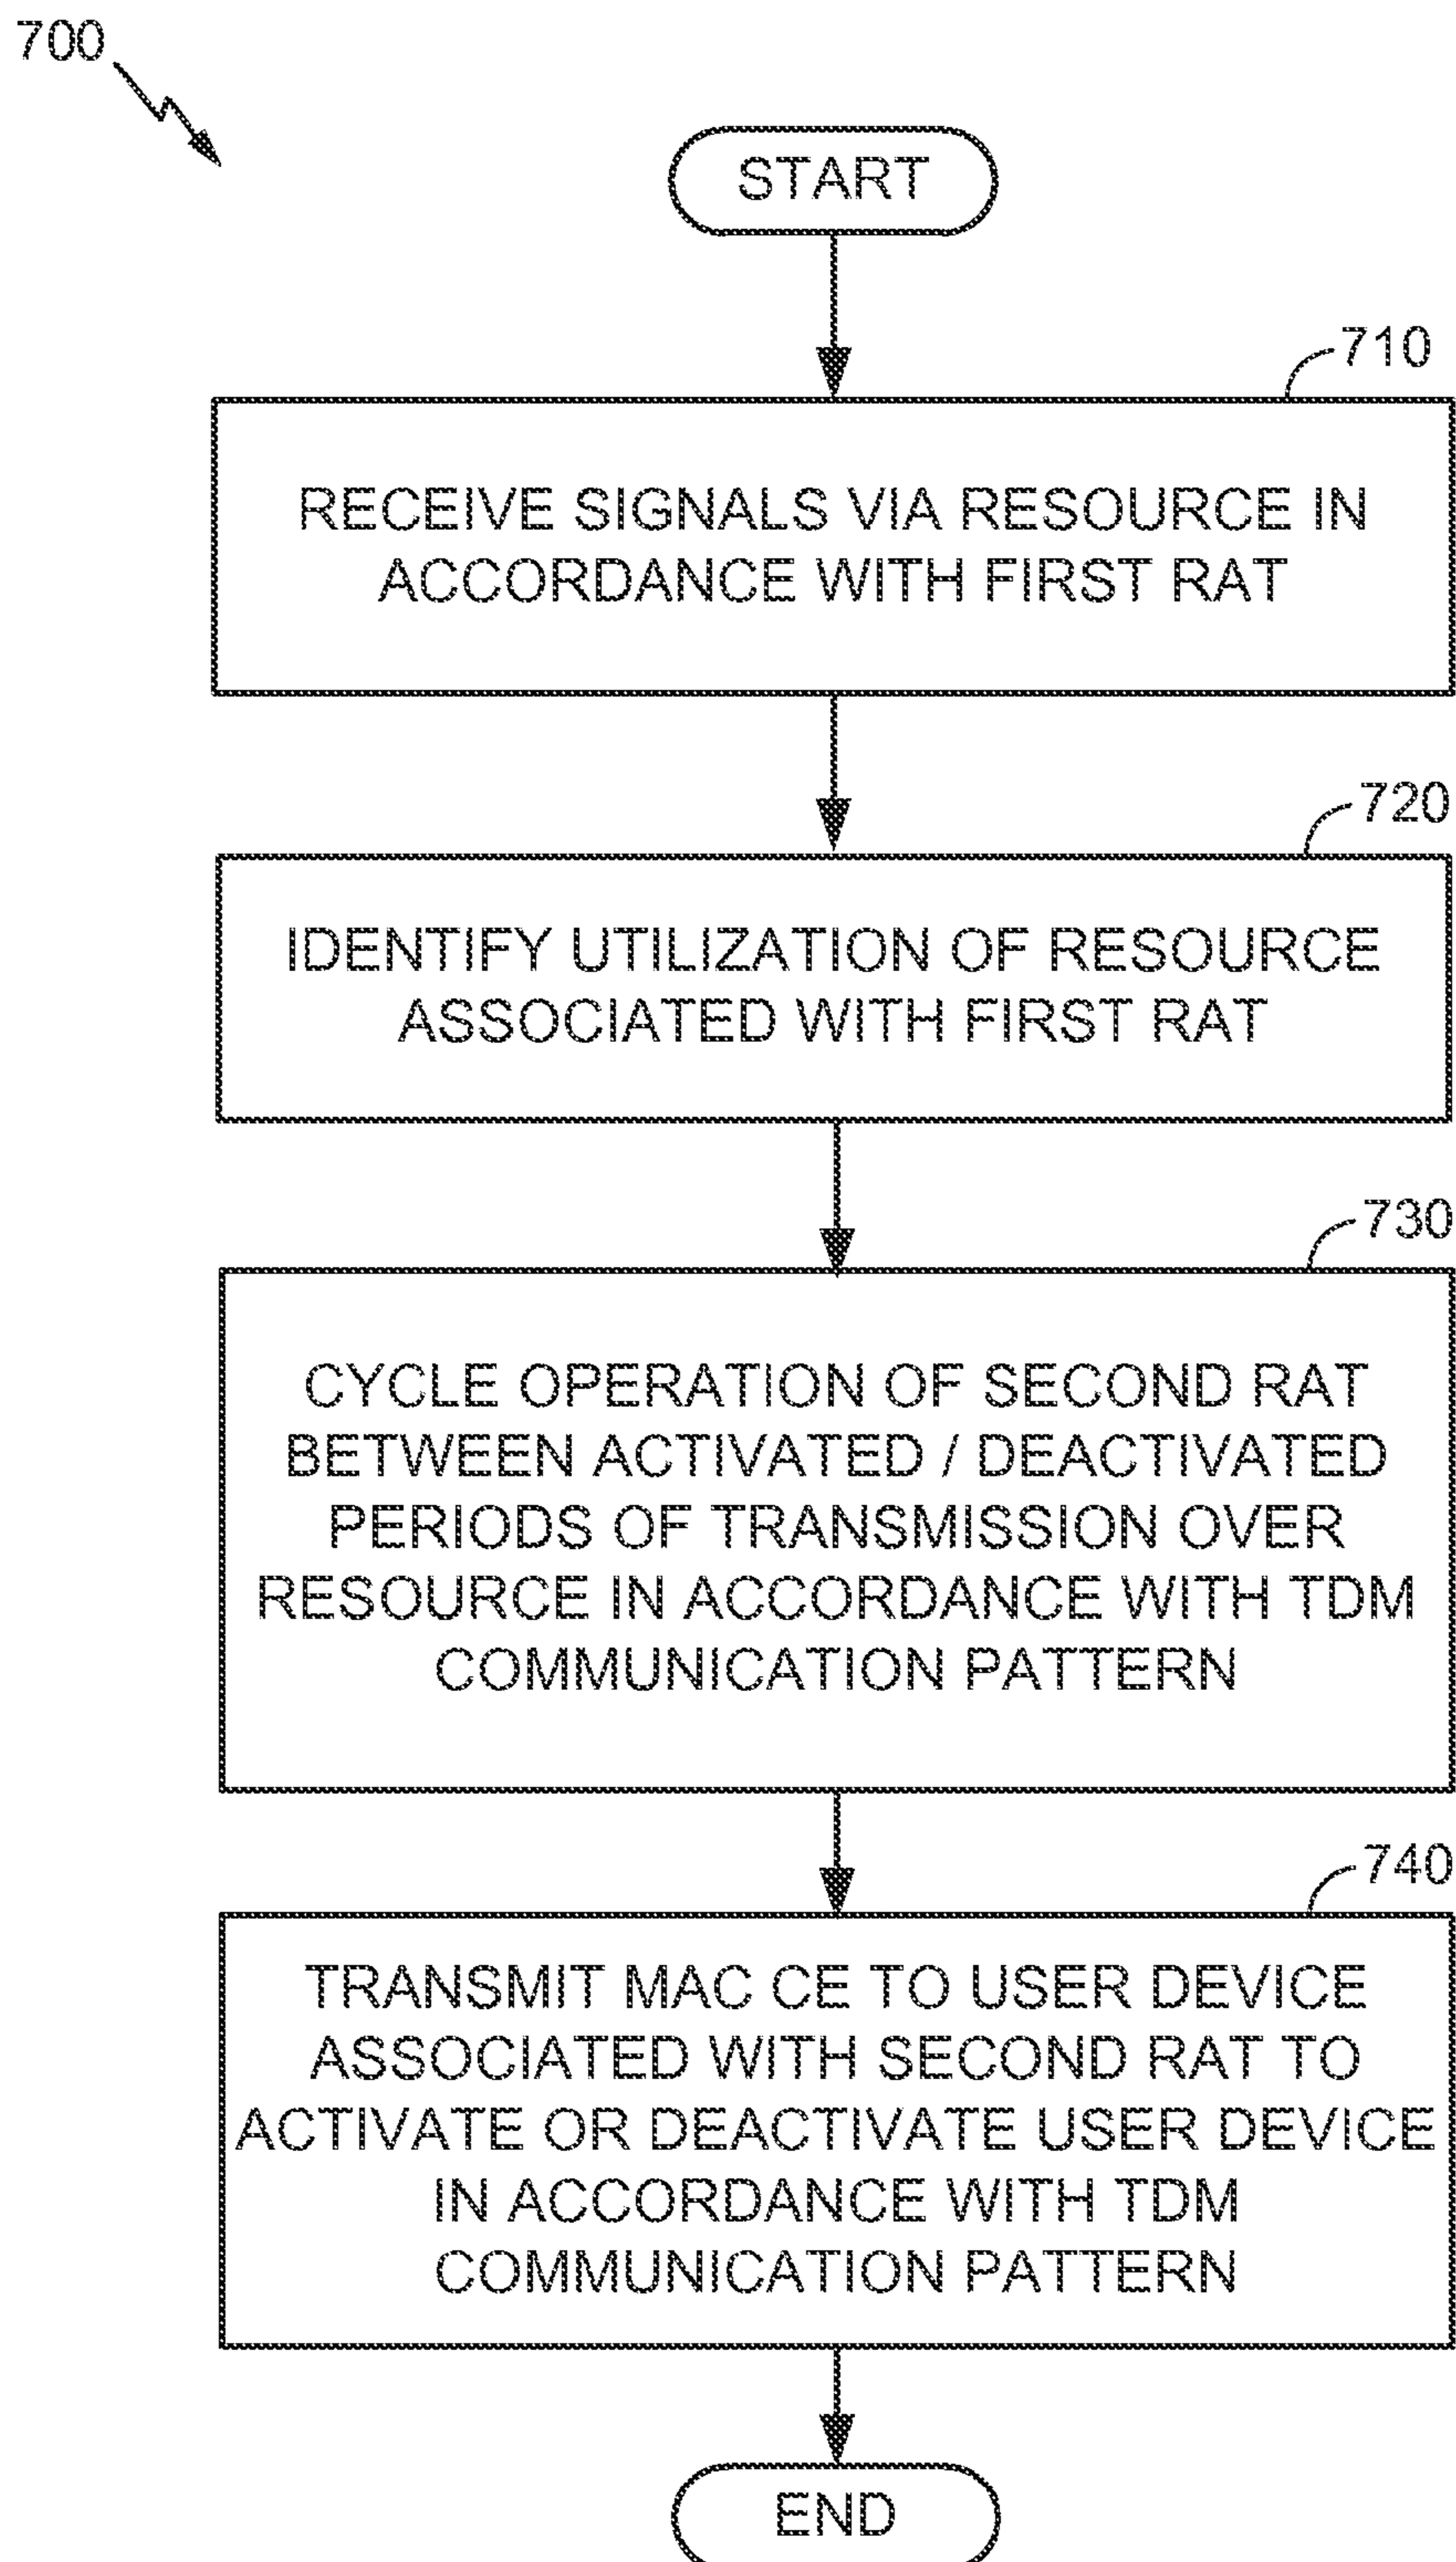 700
START
710
RECEIVE SIGNALS VIA RESOURCE IN
ACCORDANCE WITH FIRST RAT
720
IDENTIFY UTILIZATION OF RESOURCE
ASSOCIATED WITH FIRST RAT
730
CYCLE OPERATION OF SECOND RAT
BETWEEN ACTIVATED / DEACTIVATED
PERIODS OF TRANSMISSION OVER
RESOURCE IN ACCORDANCE WITH TDM
COMMUNICATION PATTERN
740
TRANSMIT MAC CE TO USER DEVICE
ASSOCIATED WITH SECOND RAT TO
ACTIVATE OR DEACTIVATE USER DEVICE
IN ACCORDANCE WITH TDM
COMMUNICATION PATTERN
END